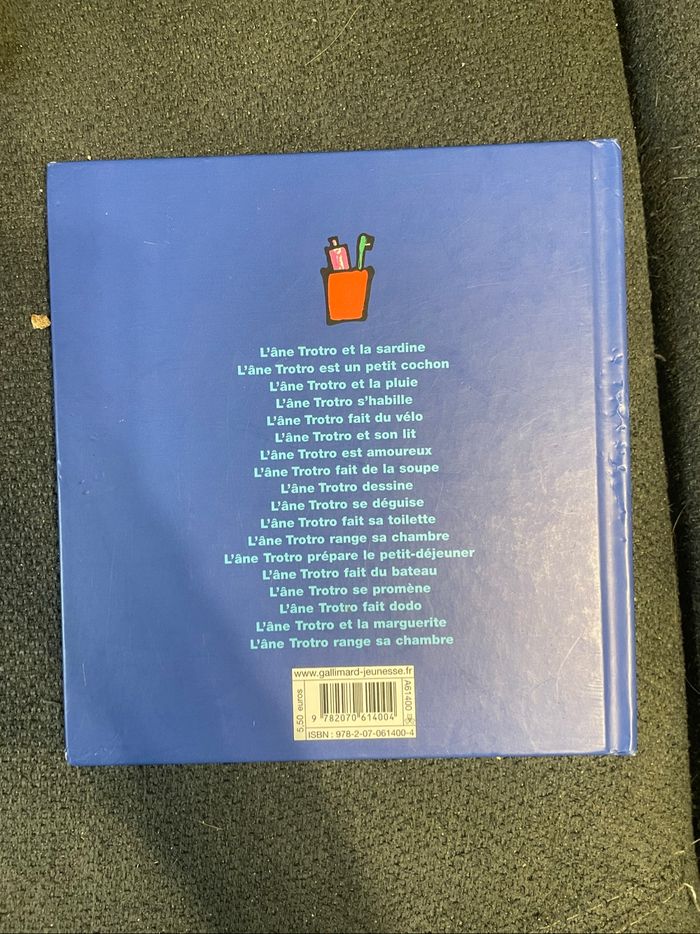 L'âne Trotro et la sardine
L'âne Trotro est un petit cochon
L'âne Trotro et la pluie
L'âne Trotro s'habille
L'âne Trotro fait du vélo
L'âne Trotro et son lit
L'âne Trotro est amoureux
L'âne Trotro fait de la soupe
L'âne Trotro dessine
L'âne Trotro se déguise
L'âne Trotro fait sa toilette
L'âne Trotro range sa chambre
L'âne Trotro prépare le petit-déjeuner
L'âne Trotro fait du bateau
L'âne Trotro se promène
L'âne Trotro fait dodo
L'âne Trotro et la marguerite
L'âne Trotro range sa chambre
www.gallimard-jeunesse.fr
5,50 euros
A61400
9 782070 614004
ISBN : 978-2-07-061400-4